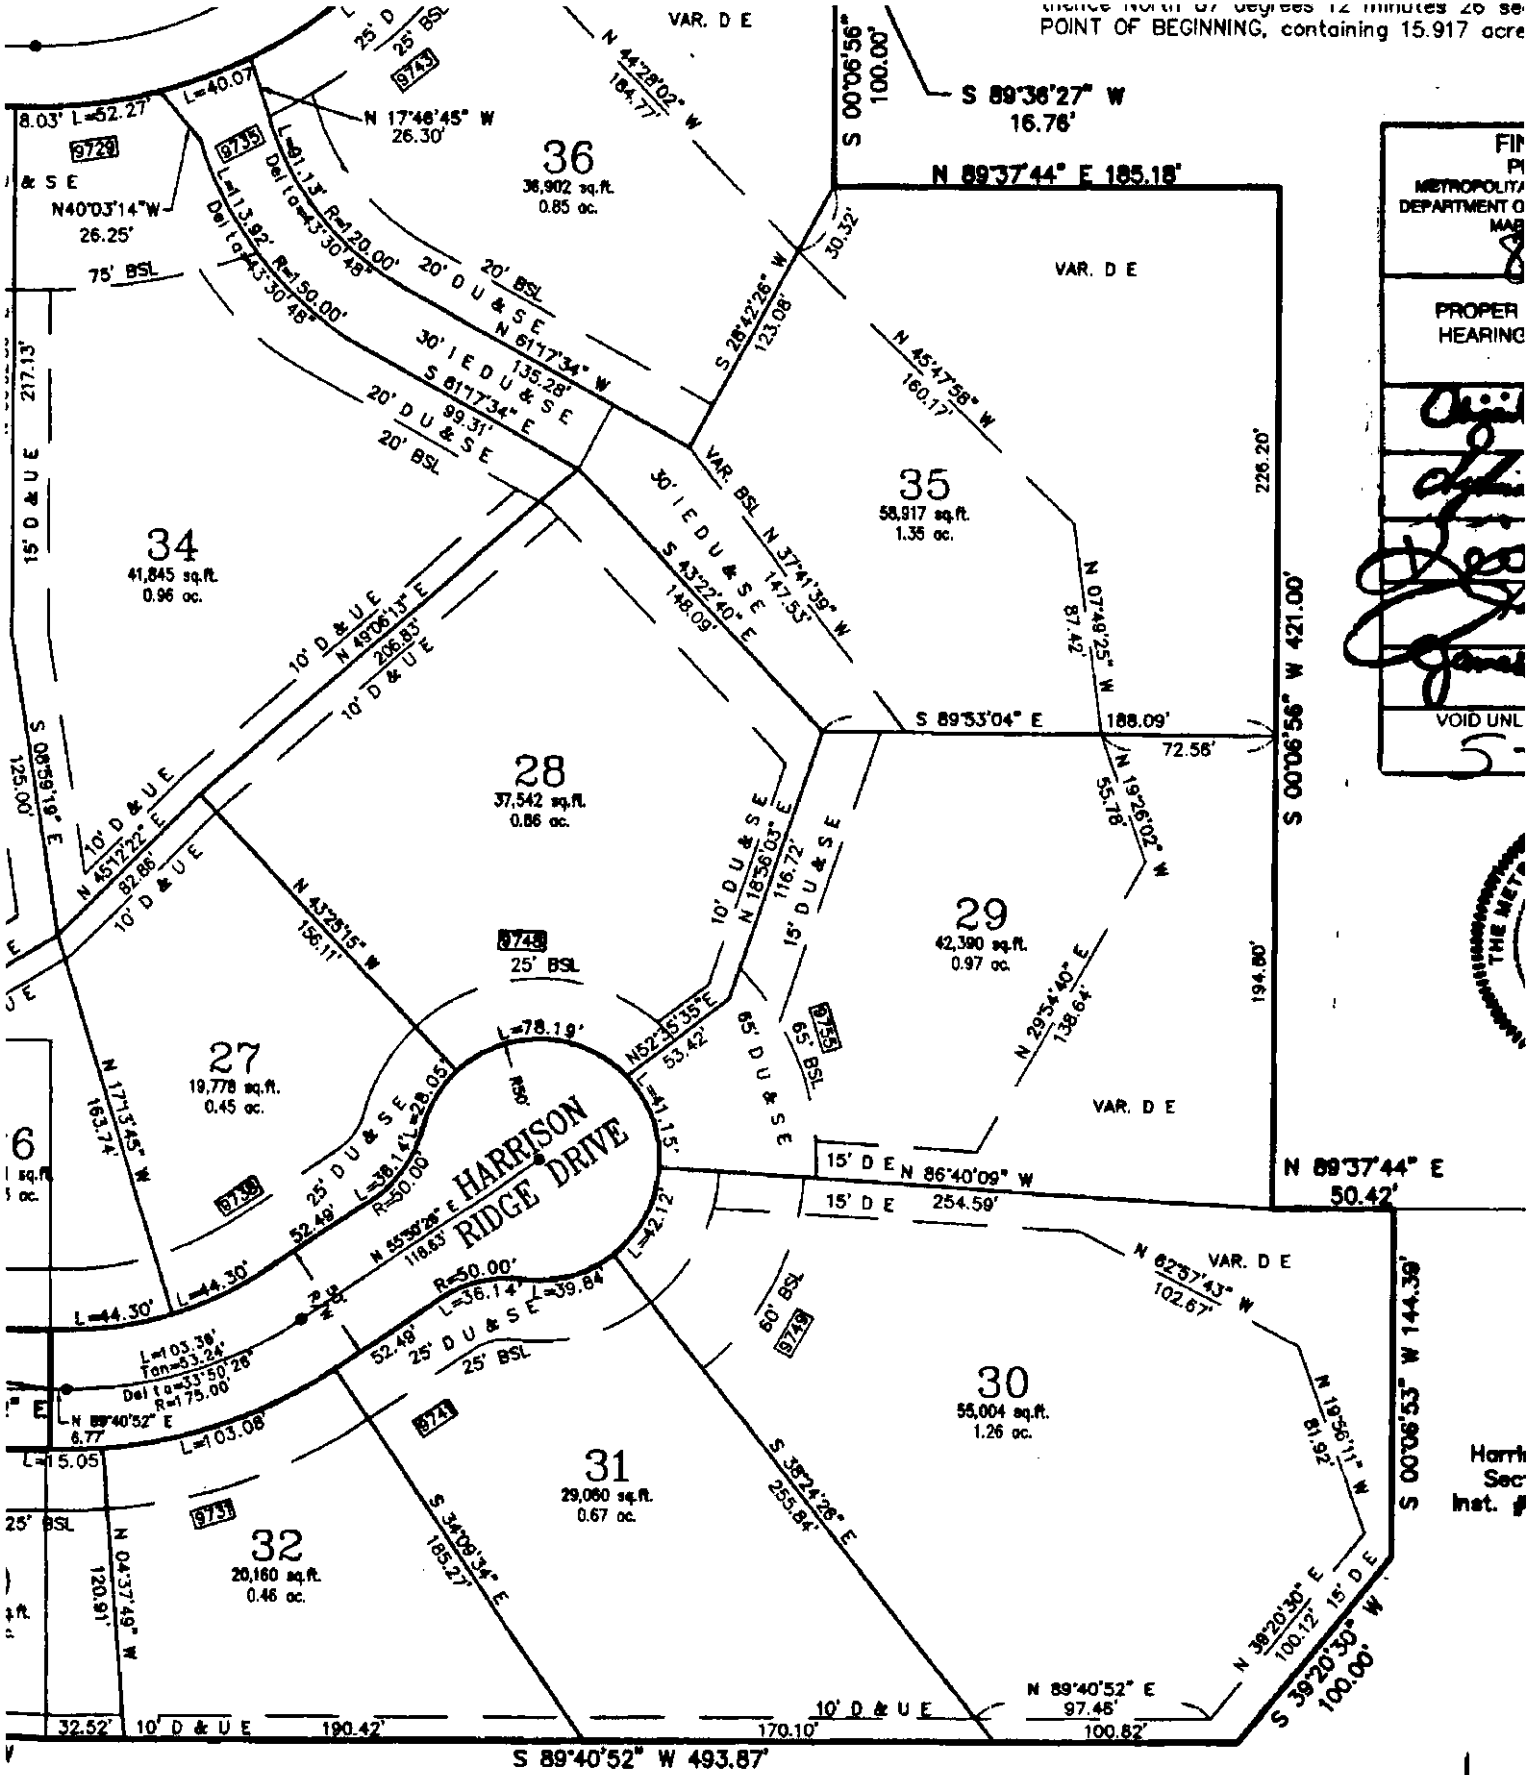 POINT OF BEGINNING, containing 15.917 acre
VAR. D E
25' D
25' BSL
9743
N 44°28'02" W
184.77'
S 00°06'56" W
100.00'
S 89°36'27" W
16.76'
N 89°37'44" E 185.18'
8.03' L=52.27'
L=40.07'
9729
9735
N 17°46'45" W
26.30'
& S E
N40°03'14"W
26.25'
L=91.13' R=120.00'
Delta=43°30'48"
L=113.92' R=150.00'
Delta=43°30'48"
36
36,902 sq.ft.
0.85 ac.
30.32'
VAR. D E
75' BSL
20' BSL
20' D U & S E
N 61°17'34" W
135.28'
30' I E D U & S E
S 61°17'34" E
99.31'
20' D U & S E
20' BSL
S 28°42'26" W
123.08'
N 45°47'58" W
160.17'
PROPER
HEARING
METROPOLITA
DEPARTMENT O
217.13'
15' D & U E
34
41,845 sq.ft.
0.96 ac.
35
58,917 sq.ft.
1.35 ac.
226.20'
VAR. BSL N 37°41'39" W
147.53'
30' I E D U & S E
S 43°22'40" E
148.09'
N 07°49'25" W
87.42'
S 00°06'56" W 421.00'
10' D & U E
N 49°06'13" E
206.83'
10' D & U E
S 89°53'04" E 188.09'
72.56'
VOID UNL
S 08°59'19" E
125.00'
10' D & U E
N 45°12'22" E
82.86'
10' D & U E
28
37,542 sq.ft.
0.86 ac.
10' D U & S E
N 18°56'03" E
116.72'
15' D U & S E
N 19°26'02" W
55.78'
THE METR
N 43°25'15" W
156.11'
9748
25' BSL
29
42,390 sq.ft.
0.97 ac.
194.80'
N 29°54'40" E
138.64'
N52°35'35"E
53.42'
65' D U & S E
65' BSL
9755
L=78.19'
R50'
27
19,778 sq.ft.
0.45 ac.
N 17°13'45" W
163.74'
L=28.05'
L=41.15'
VAR. D E
6
sq.ft.
ac.
9738
25' D U & S E
L=36.14'
R=50.00'
HARRISON
RIDGE DRIVE
N 55°50'26" E
118.63'
15' D E N 86°40'09" W
15' D E 254.59'
N 89°37'44" E
50.42'
52.49'
L=44.30'
L=44.30'
50'
R/W
R=50.00'
L=36.14' L=39.84'
L=42.12'
25' D U & S E
25' BSL
52.49'
60' BSL
9749
N 62°57'43" W
102.67'
VAR. D E
S 00°06'53" W 144.39'
L=103.36'
Tan=53.24'
Delta=33°50'26"
R=175.00'
N 89°40'52" E
6.77'
L=15.05'
L=103.08'
9741
9731
25' BSL
30
55,004 sq.ft.
1.26 ac.
N 19°56'11" W
81.92'
31
29,060 sq.ft.
0.67 ac.
S 38°24'26" E
255.84'
S 34°09'34" E
185.27'
32
20,160 sq.ft.
0.46 ac.
N 04°37'49" W
120.91'
Harri
Sec
Inst.
N 39°20'30" E
100.12' 15' D E
S 39°20'30" W
100.00'
N 89°40'52" E
97.46'
32.52' 10' D & U E 190.42' 170.10' 10' D & U E 100.82'
S 89°40'52" W 493.87'